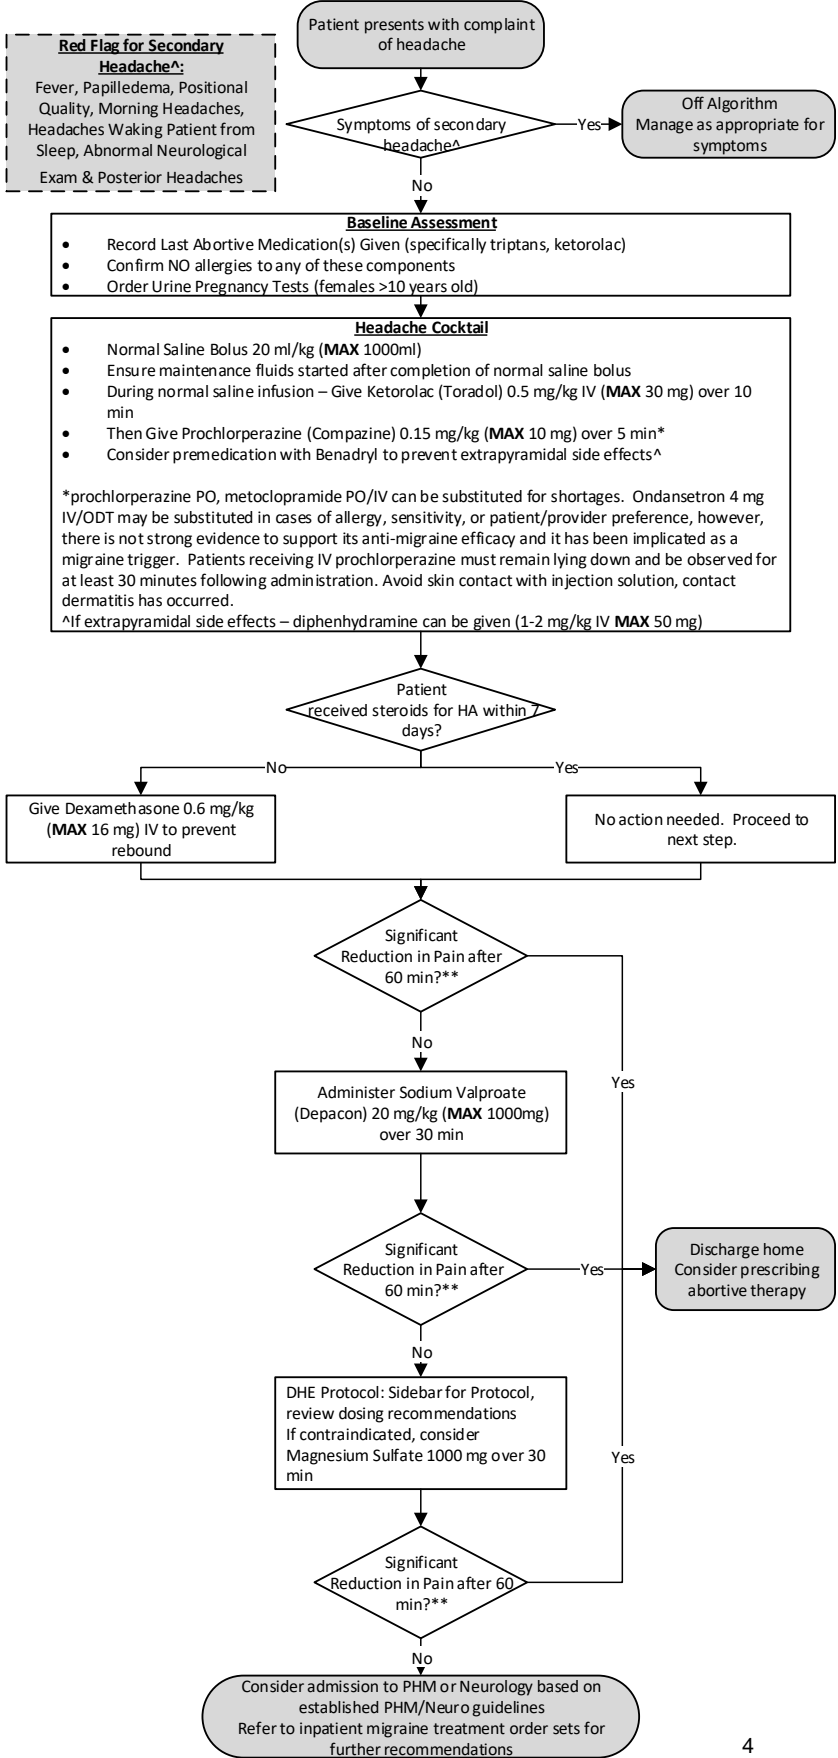 Patient presents with complaint
of headache
Red Flag for Secondary
Headache^:
Fever, Papilledema, Positional
Quality, Morning Headaches,
Headaches Waking Patient from
Sleep, Abnormal Neurological
Exam & Posterior Headaches
Symptoms of secondary
headache^
Yes
Off Algorithm
Manage as appropriate for
symptoms
No
Baseline Assessment
• Record Last Abortive Medication(s) Given (specifically triptans, ketorolac)
• Confirm NO allergies to any of these components
• Order Urine Pregnancy Tests (females >10 years old)
Headache Cocktail
• Normal Saline Bolus 20 ml/kg (MAX 1000ml)
• Ensure maintenance fluids started after completion of normal saline bolus
• During normal saline infusion – Give Ketorolac (Toradol) 0.5 mg/kg IV (MAX 30 mg) over 10
min
• Then Give Prochlorperazine (Compazine) 0.15 mg/kg (MAX 10 mg) over 5 min*
• Consider premedication with Benadryl to prevent extrapyramidal side effects^
*prochlorperazine PO, metoclopramide PO/IV can be substituted for shortages. Ondansetron 4 mg
IV/ODT may be substituted in cases of allergy, sensitivity, or patient/provider preference, however,
there is not strong evidence to support its anti-migraine efficacy and it has been implicated as a
migraine trigger. Patients receiving IV prochlorperazine must remain lying down and be observed for
at least 30 minutes following administration. Avoid skin contact with injection solution, contact
dermatitis has occurred.
^If extrapyramidal side effects – diphenhydramine can be given (1-2 mg/kg IV MAX 50 mg)
Patient
received steroids for HA within 7
days?
No
Yes
Give Dexamethasone 0.6 mg/kg
(MAX 16 mg) IV to prevent
rebound
No action needed. Proceed to
next step.
Significant
Reduction in Pain after
60 min?**
No
Yes
Administer Sodium Valproate
(Depacon) 20 mg/kg (MAX 1000mg)
over 30 min
Significant
Reduction in Pain after
60 min?**
Yes
Discharge home
Consider prescribing
abortive therapy
No
DHE Protocol: Sidebar for Protocol,
review dosing recommendations
If contraindicated, consider
Magnesium Sulfate 1000 mg over 30
min
Yes
Significant
Reduction in Pain after 60
min?**
No
Consider admission to PHM or Neurology based on
established PHM/Neuro guidelines
Refer to inpatient migraine treatment order sets for
further recommendations
4